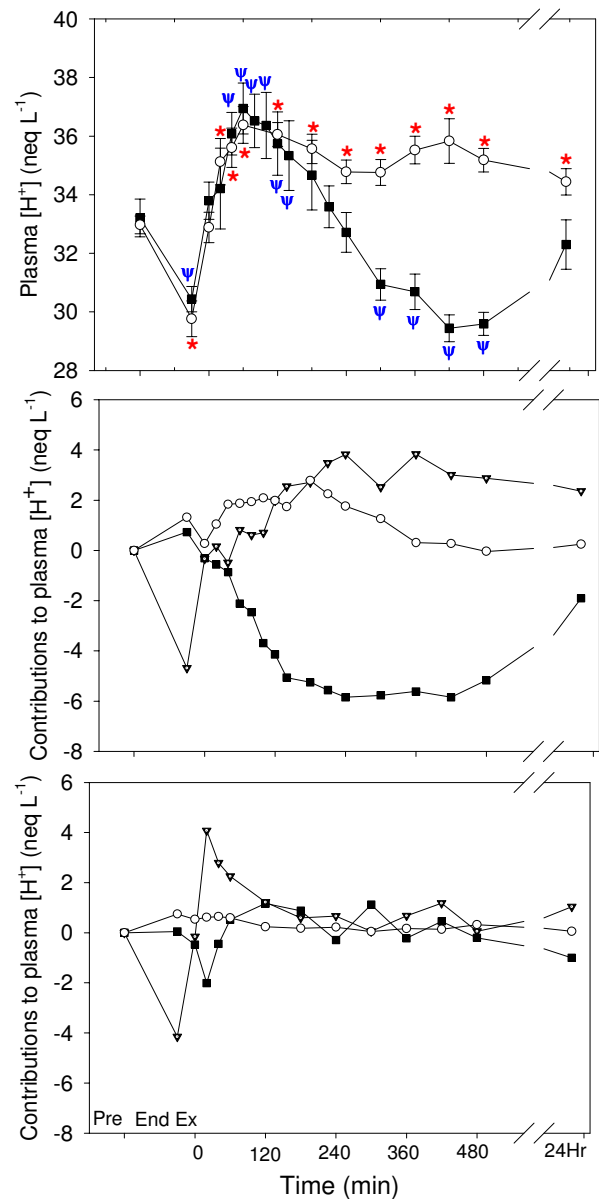 40
38
36
34
32
30
28
Plasma [H⁺] (neq L⁻¹)
ψ ψ ψ ψ
* * * * * * * *
* *
ψ
ψ
ψ
*
ψ ψ ψ ψ
6
4
2
0
-2
-4
-6
-8
Contributions to plasma [H⁺] (neq L⁻¹)
6
4
2
0
-2
-4
-6
-8
Contributions to plasma [H⁺] (neq L⁻¹)
Pre End Ex
0 120 240 360 480 24Hr
Time (min)